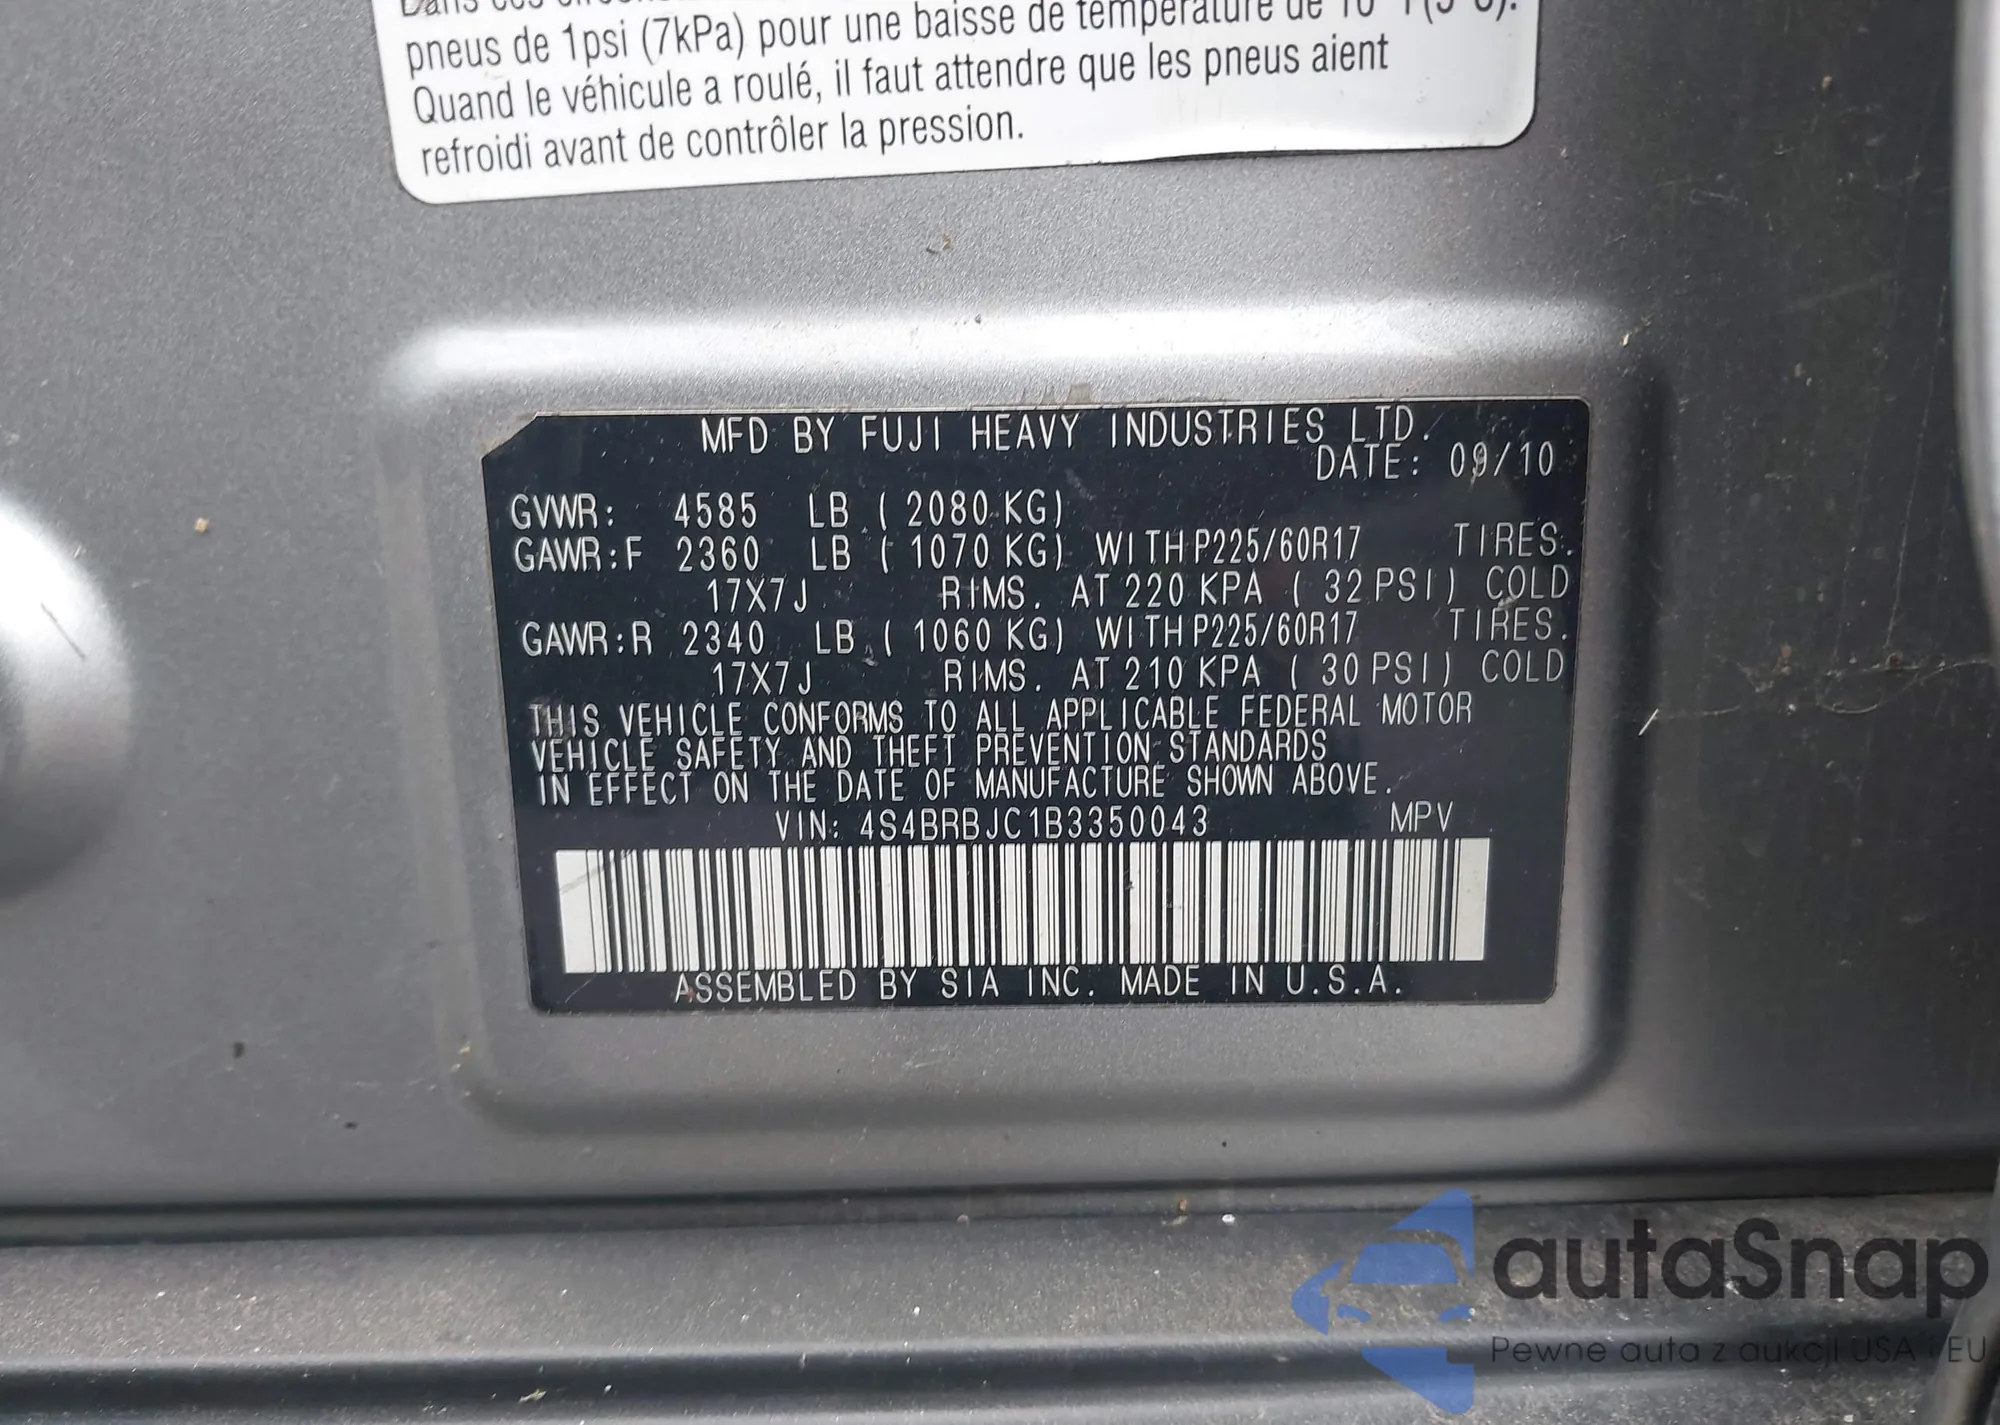 pneus de 1psi (7kPa) pour une baisse de température de 10°F(5°C).
Quand le véhicule a roulé, il faut attendre que les pneus aient
refroidi avant de contrôler la pression.
MFD BY FUJI HEAVY INDUSTRIES LTD.
DATE: 09/10
GVWR: 4585 LB ( 2080 KG)
GAWR:F 2360 LB ( 1070 KG) WITH P225/60R17 TIRES.
17X7J RIMS. AT 220 KPA ( 32 PSI) COLD
GAWR:R 2340 LB ( 1060 KG) WITH P225/60R17 TIRES.
17X7J RIMS. AT 210 KPA ( 30 PSI) COLD
THIS VEHICLE CONFORMS TO ALL APPLICABLE FEDERAL MOTOR
VEHICLE SAFETY AND THEFT PREVENTION STANDARDS
IN EFFECT ON THE DATE OF MANUFACTURE SHOWN ABOVE.
VIN: 4S4BRBJC1B3350043 MPV
ASSEMBLED BY SIA INC. MADE IN U.S.A.
autaSnap
Pewne auta z aukcji USA i EU